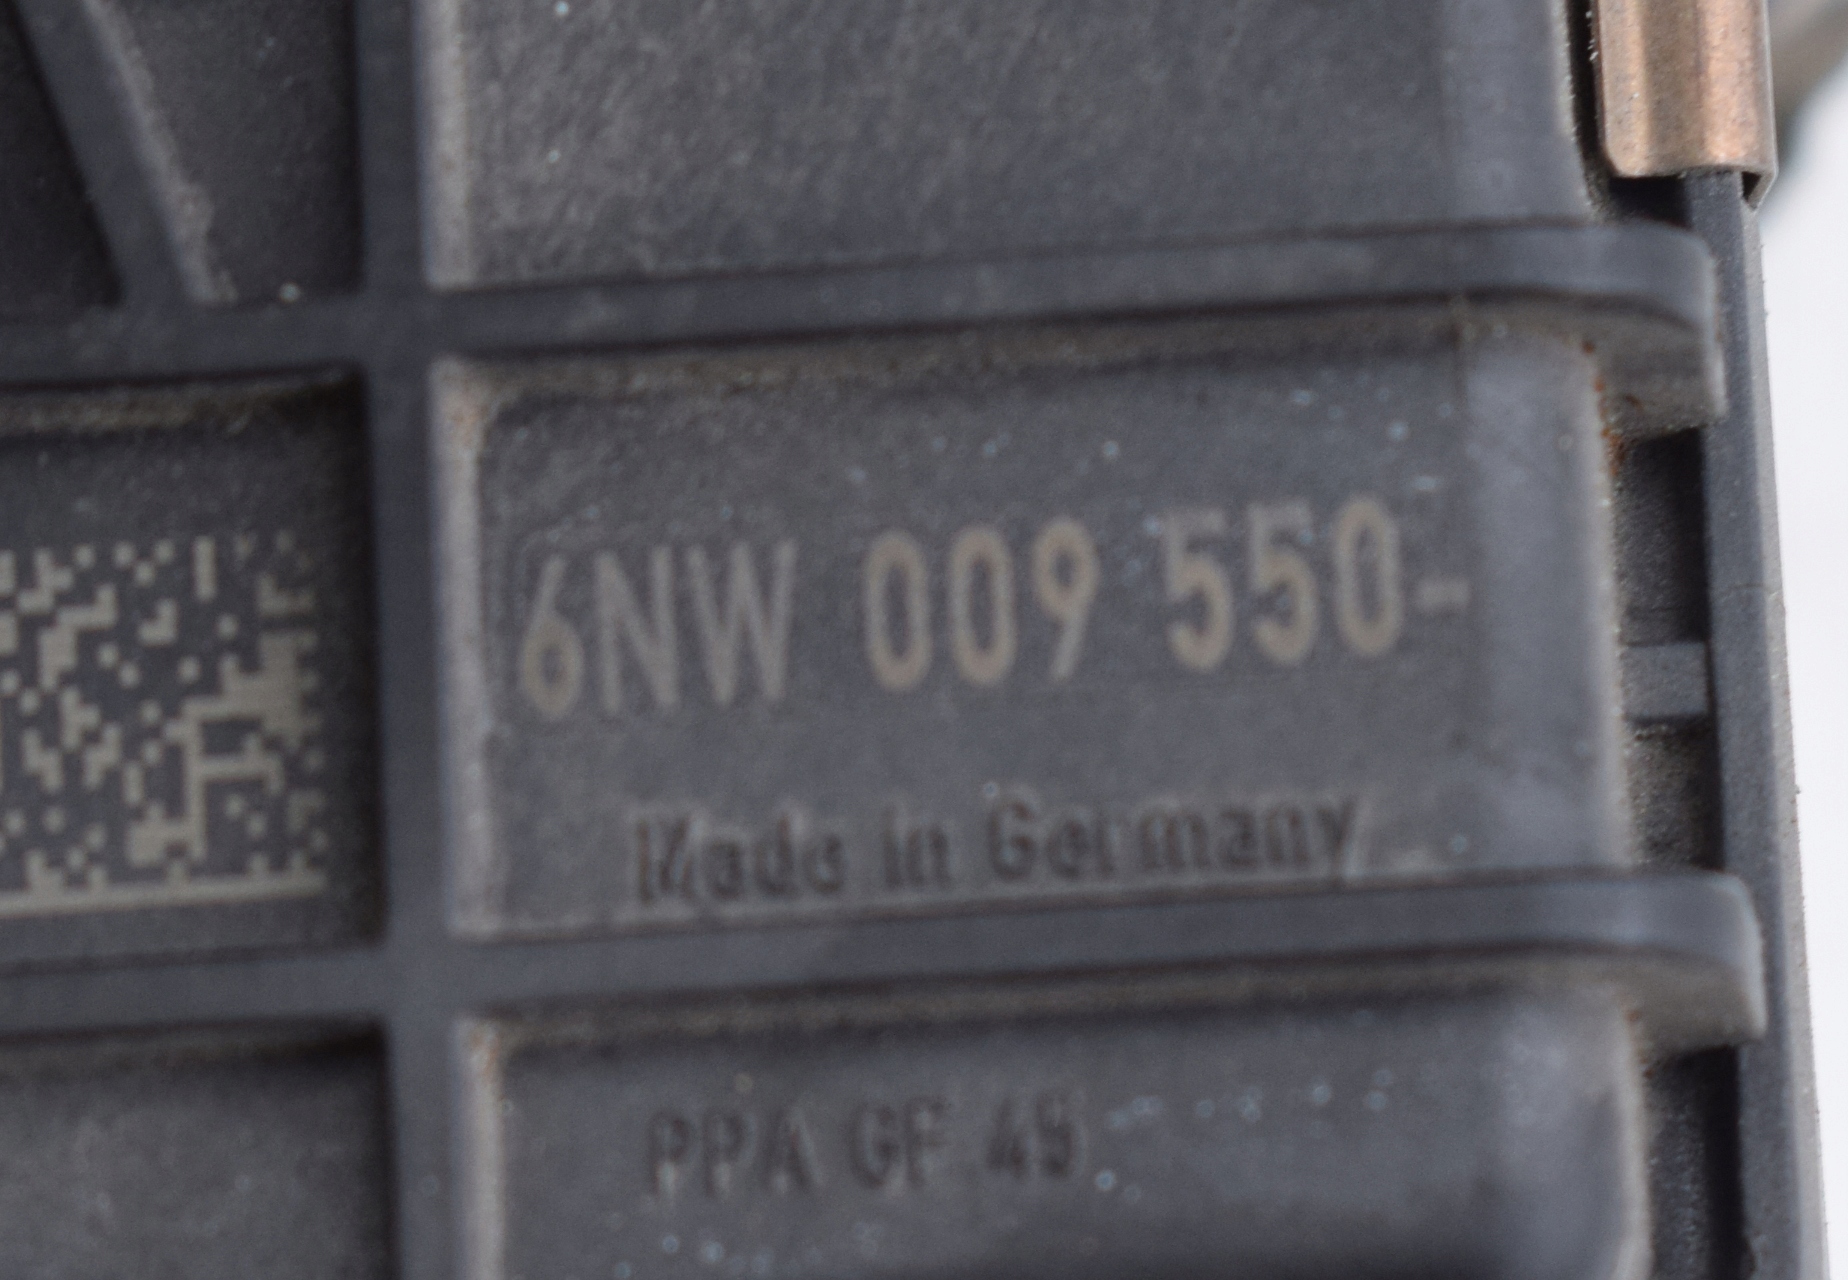 6NW 009 550-
Made in Germany
PPA GF 45